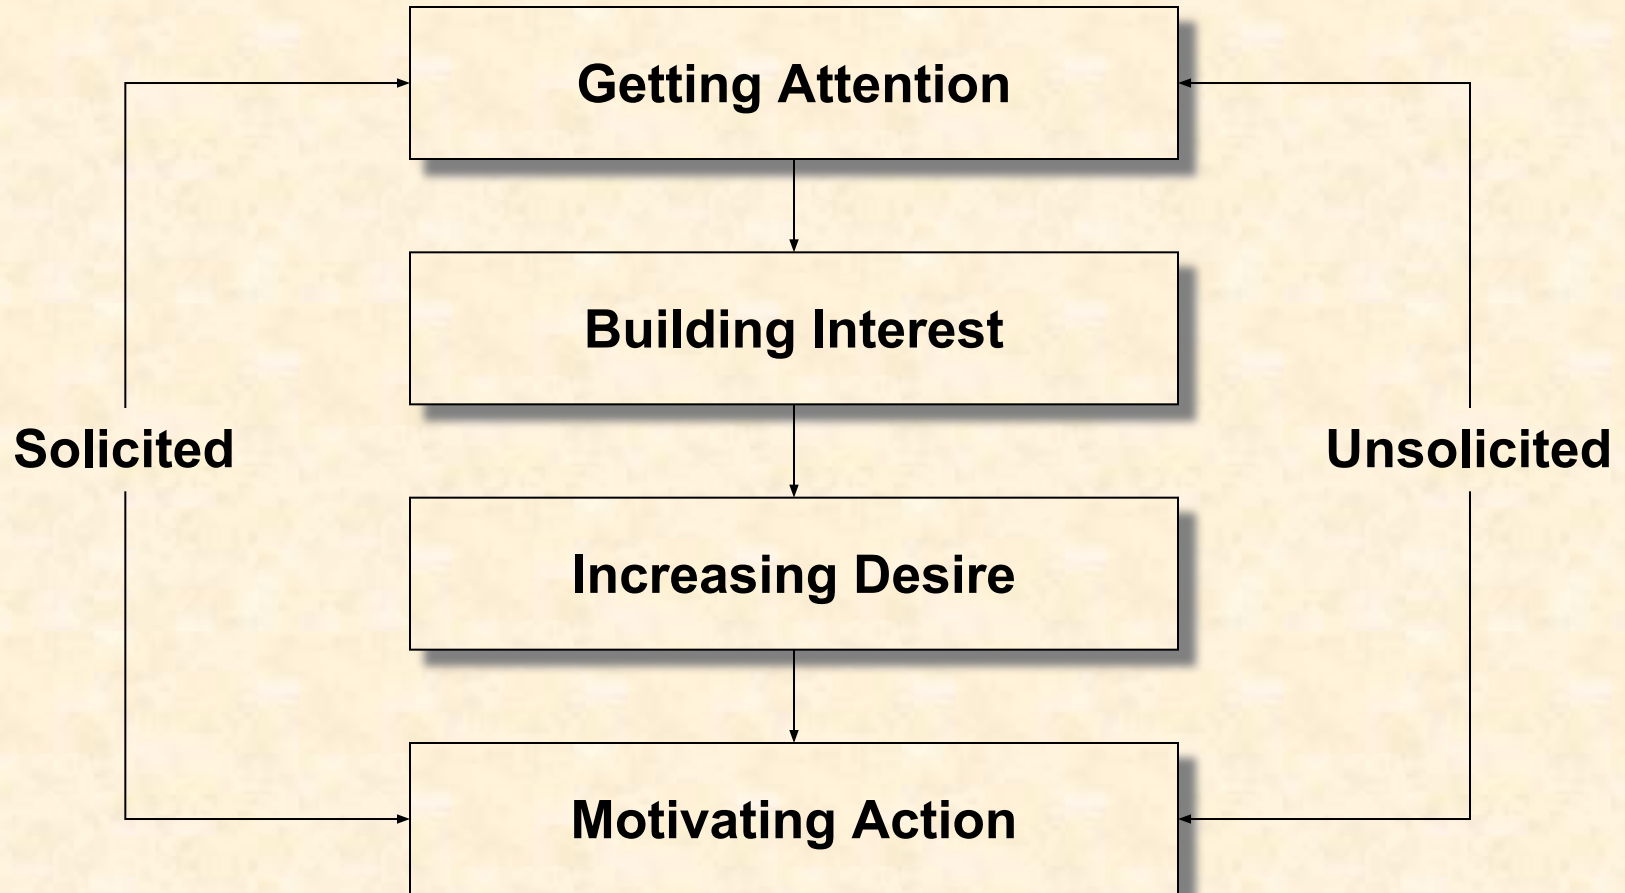 Getting Attention
Building Interest
Solicited
Unsolicited
Increasing Desire
Motivating Action